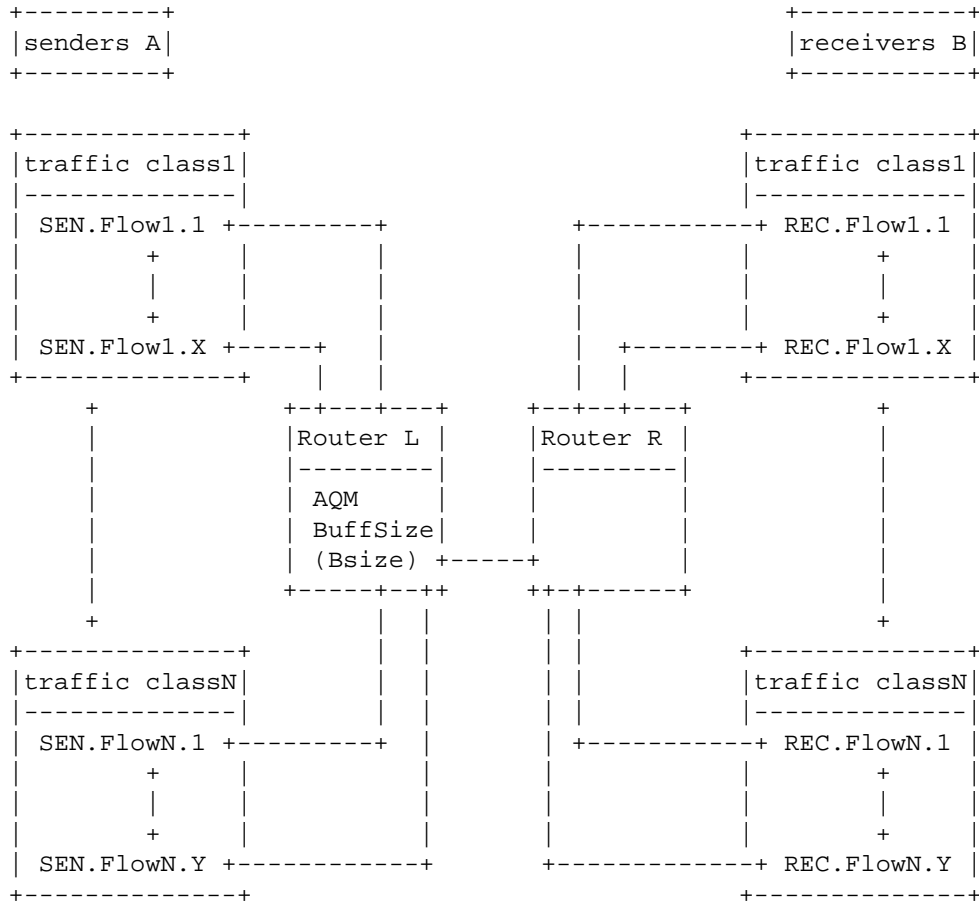 senders A receivers B
traffic class1 traffic class1
SEN.Flow1.1 REC.Flow1.1
SEN.Flow1.X REC.Flow1.X
Router L Router R
AQM
BuffSize
(Bsize)
traffic classN traffic classN
SEN.FlowN.1 REC.FlowN.1
SEN.FlowN.Y REC.FlowN.Y